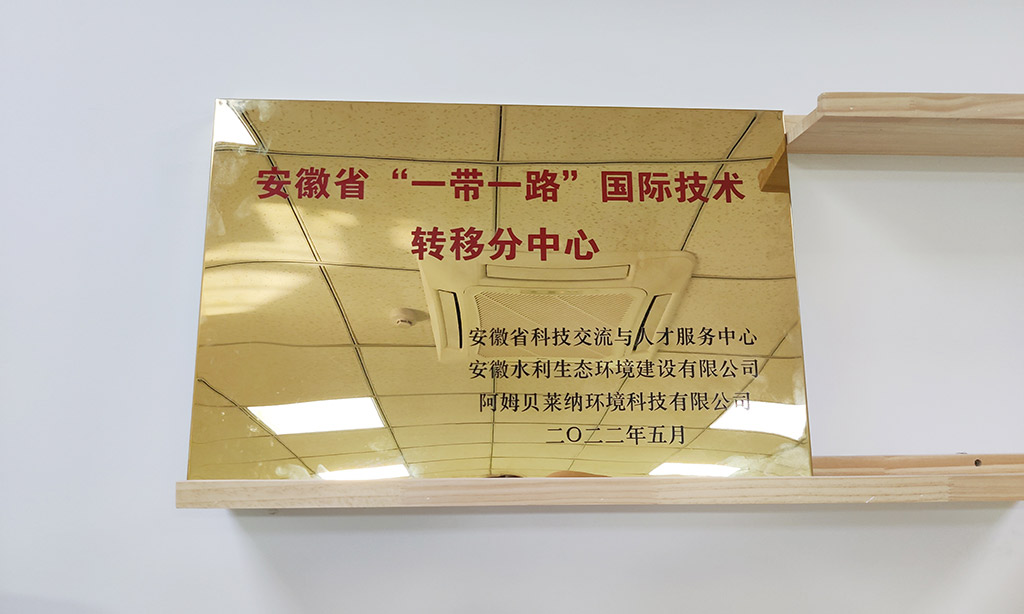 安徽省“一带一路”国际技术
转移分中心
安徽省科技交流与人才服务中心
安徽水利生态环境建设有限公司
阿姆贝莱纳环境科技有限公司
二〇二二年五月